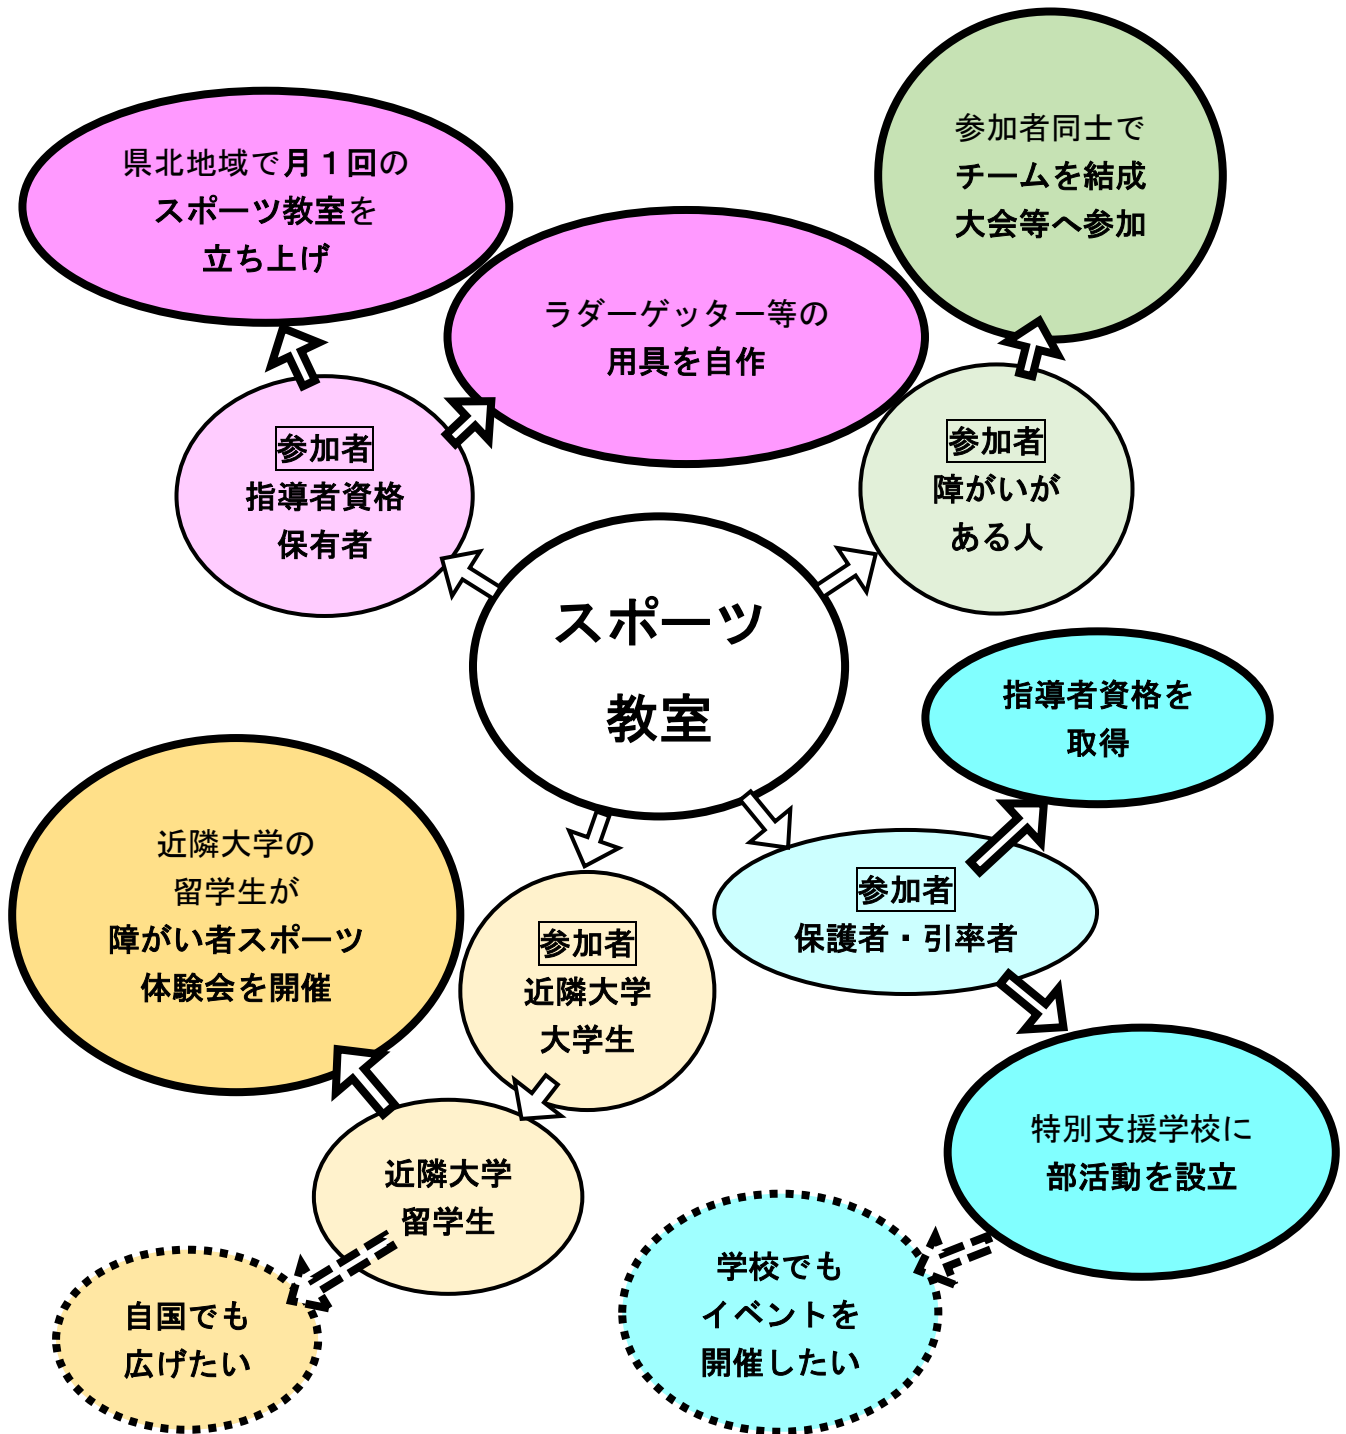 県北地域で月１回の
スポーツ教室を
立ち上げ
参加者同士で
チームを結成
大会等へ参加
ラダーゲッター等の
用具を自作
参加者
指導者資格
保有者
参加者
障がいが
ある人
スポーツ
教室
指導者資格を
取得
近隣大学の
留学生が
障がい者スポーツ
体験会を開催
参加者
近隣大学
大学生
参加者
保護者・引率者
近隣大学
留学生
特別支援学校に
部活動を設立
自国でも
広げたい
学校でも
イベントを
開催したい